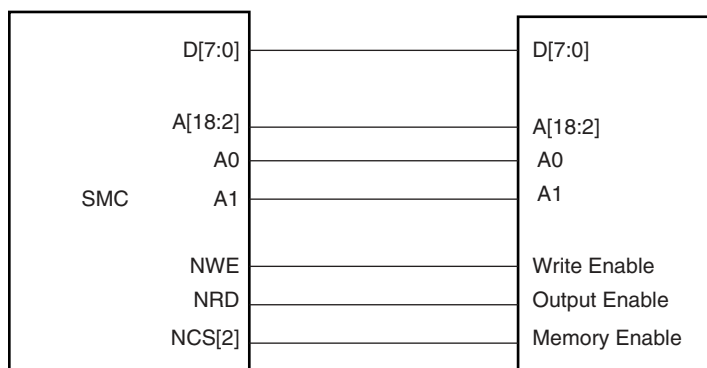 D[7:0] D[7:0]
A[18:2] A[18:2]
A0 A0
SMC A1 A1
NWE Write Enable
NRD Output Enable
NCS[2] Memory Enable